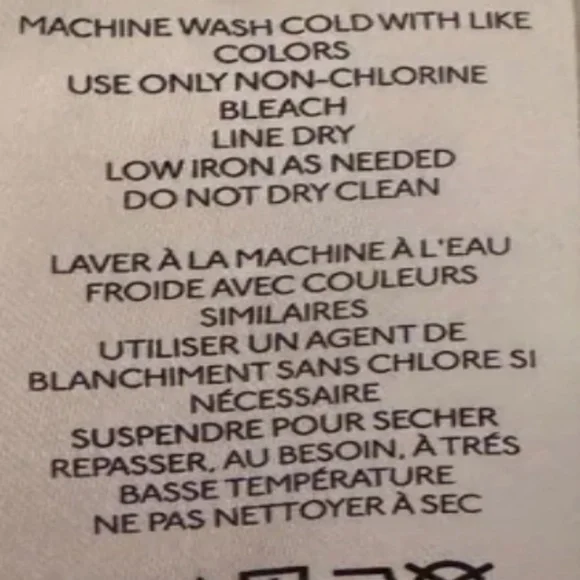 MACHINE WASH COLD WITH LIKE
COLORS
USE ONLY NON-CHLORINE
BLEACH
LINE DRY
LOW IRON AS NEEDED
DO NOT DRY CLEAN
LAVER À LA MACHINE À L'EAU
FROIDE AVEC COULEURS
SIMILAIRES
UTILISER UN AGENT DE
BLANCHIMENT SANS CHLORE SI
NÉCESSAIRE
SUSPENDRE POUR SECHER
REPASSER, AU BESOIN, À TRÉS
BASSE TEMPÉRATURE
NE PAS NETTOYER À SEC